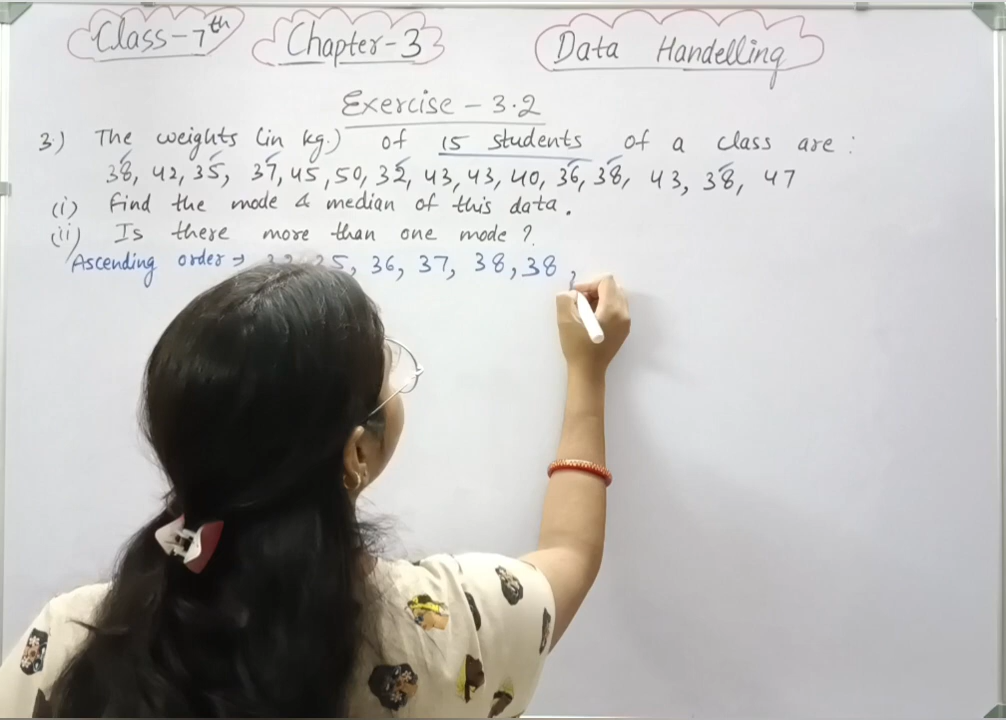 Class-7th Chapter-3 Data Handelling
Exercise - 3.2
3.) The weights (in kg.) of 15 students of a class are :
38, 42, 35, 37, 45, 50, 32, 43, 43, 40, 36, 38, 43, 38, 47
(i) Find the mode & median of this data.
(ii) Is there more than one mode ?
Ascending order → 32, 35, 36, 37, 38, 38,